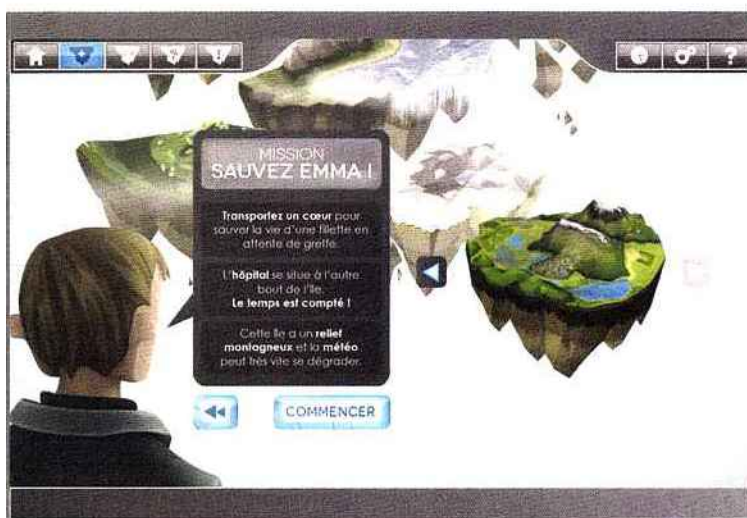 MISSION
SAUVEZ EMMA !
Transportez un cœur pour
sauver la vie d'une fillette en
attente de greffe.
L'hôpital se situe à l'autre
bout de l'île.
Le temps est compté !
Cette île a un relief
montagneux et la météo
peut très vite se dégrader.
COMMENCER
?